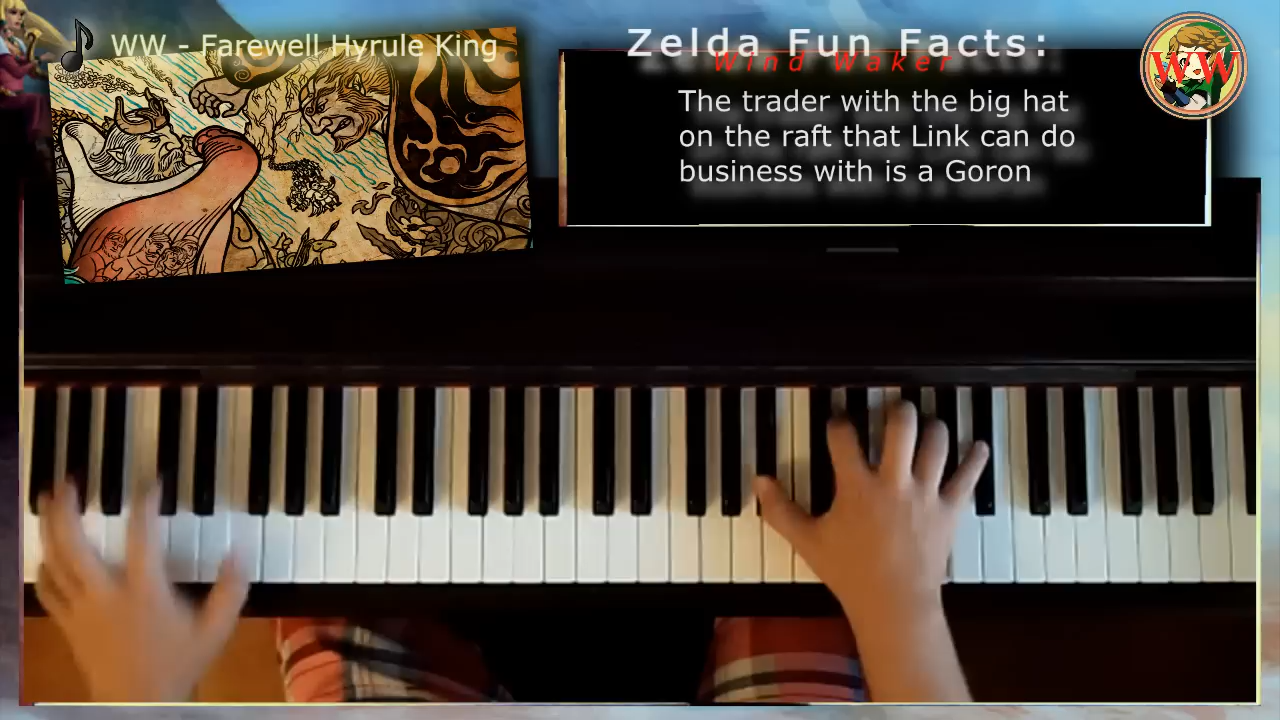 WW - Farewell Hyrule King
Zelda Fun Facts:
Wind Waker
The trader with the big hat
on the raft that Link can do
business with is a Goron
WW